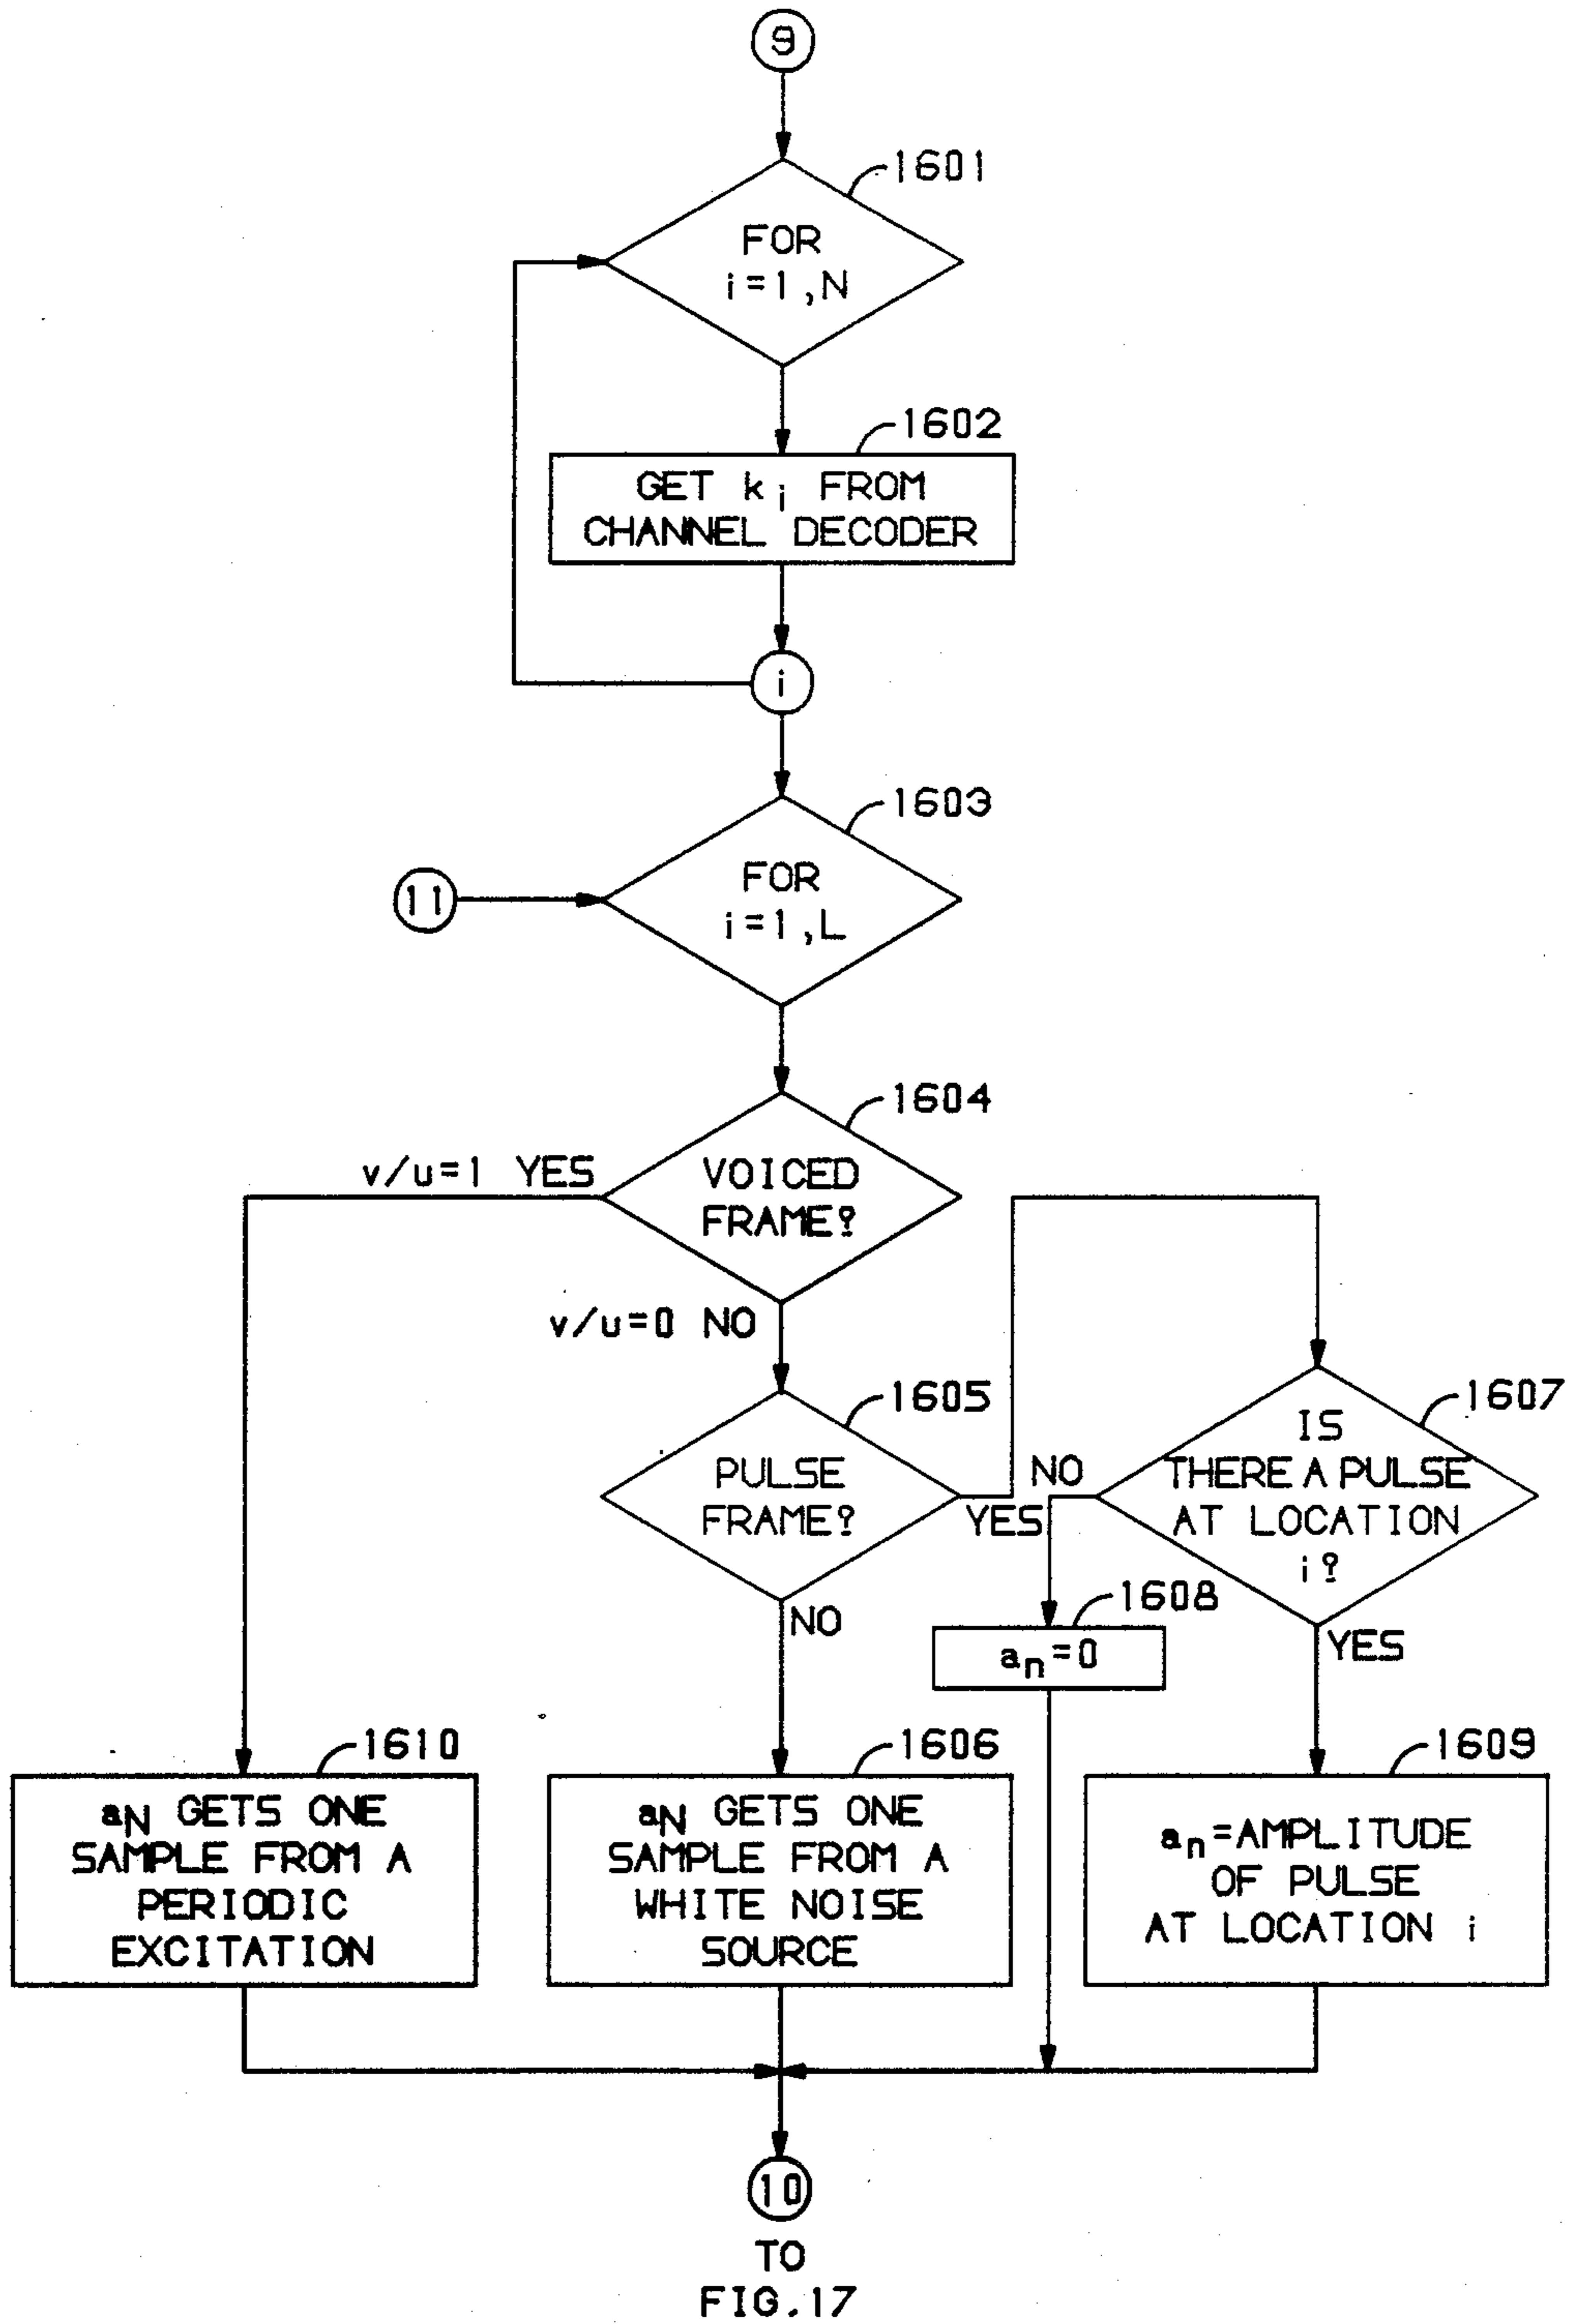 9
1601
FOR
i=1,N
1602
GET ki FROM
CHANNEL DECODER
i
1603
FOR
i=1,L
11
1604
VOICED
FRAME?
v/u=1 YES
v/u=0 NO
1605
PULSE
FRAME?
YES
NO
1607
IS
THERE A PULSE
AT LOCATION
i?
NO
YES
1608
an=0
1610
aN GETS ONE
SAMPLE FROM A
PERIODIC
EXCITATION
1606
aN GETS ONE
SAMPLE FROM A
WHITE NOISE
SOURCE
1609
an=AMPLITUDE
OF PULSE
AT LOCATION i
10
TO
FIG.17